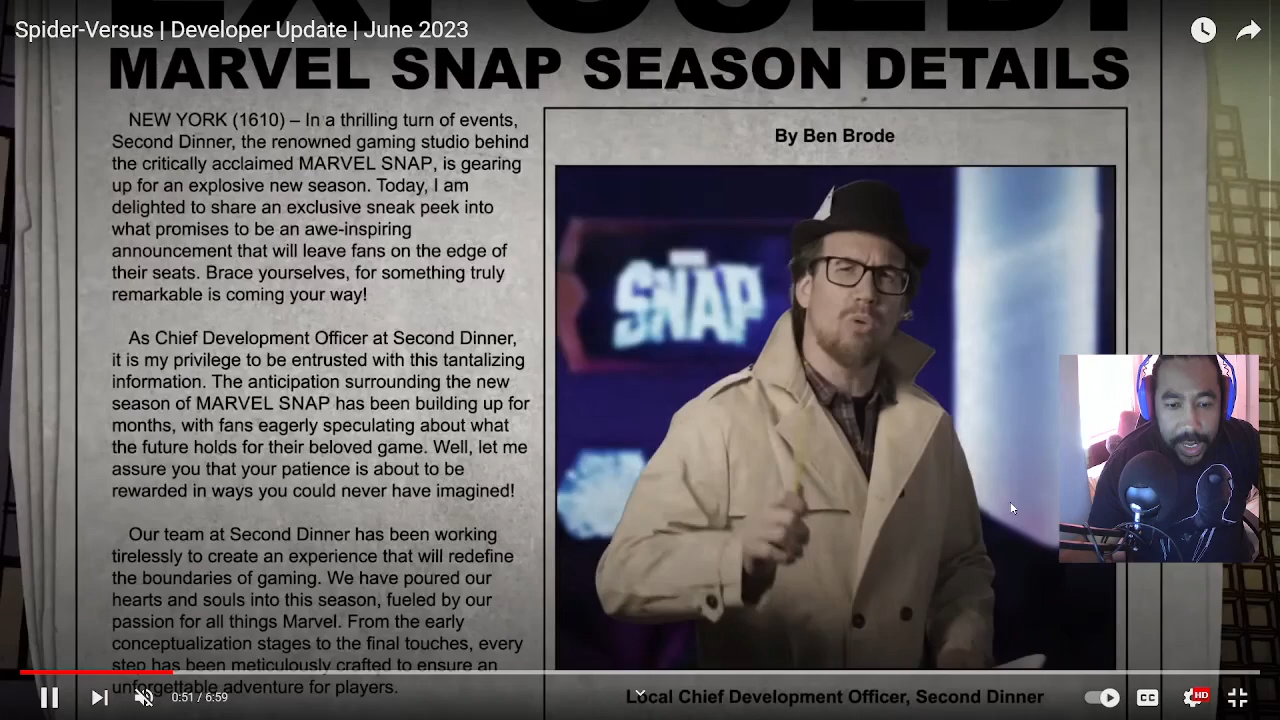 Spider-Versus | Developer Update | June 2023
MARVEL SNAP SEASON DETAILS
NEW YORK (1610) – In a thrilling turn of events,
Second Dinner, the renowned gaming studio behind
the critically acclaimed MARVEL SNAP, is gearing
up for an explosive new season. Today, I am
delighted to share an exclusive sneak peek into
what promises to be an awe-inspiring
announcement that will leave fans on the edge of
their seats. Brace yourselves, for something truly
remarkable is coming your way!
As Chief Development Officer at Second Dinner,
it is my privilege to be entrusted with this tantalizing
information. The anticipation surrounding the new
season of MARVEL SNAP has been building up for
months, with fans eagerly speculating about what
the future holds for their beloved game. Well, let me
assure you that your patience is about to be
rewarded in ways you could never have imagined!
Our team at Second Dinner has been working
tirelessly to create an experience that will redefine
the boundaries of gaming. We have poured our
hearts and souls into this season, fueled by our
passion for all things Marvel. From the early
conceptualization stages to the final touches, every
step has been meticulously crafted to ensure an
unforgettable adventure for players.
By Ben Brode
SNAP
Local Chief Development Officer, Second Dinner
0:51 / 6:59
CC
HD